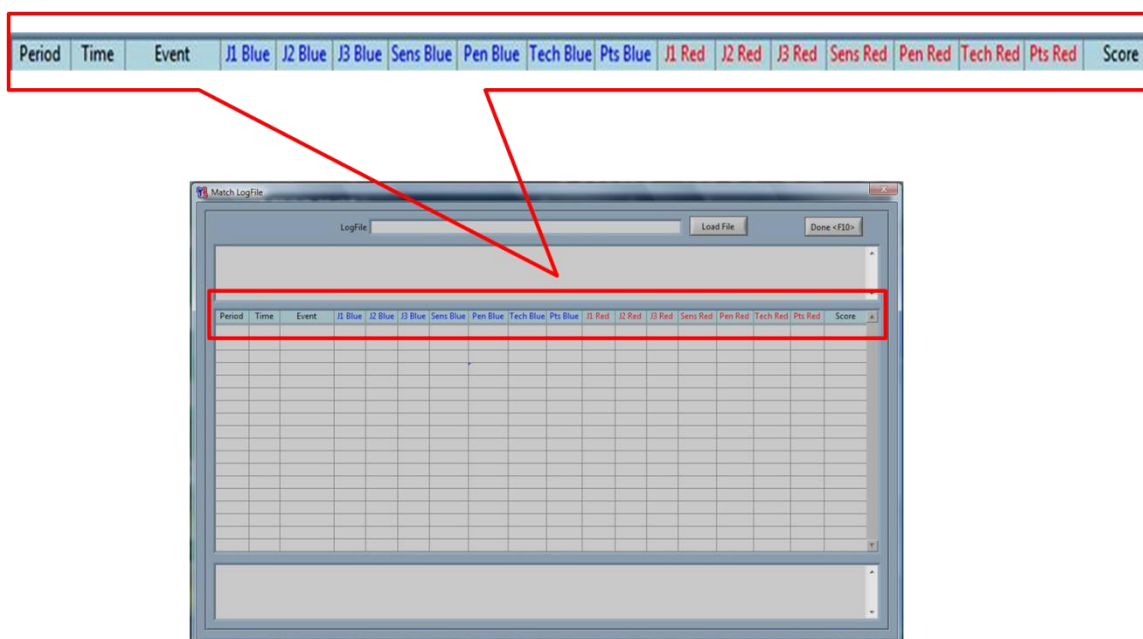 Period Time Event J1 Blue J2 Blue J3 Blue Sens Blue Pen Blue Tech Blue Pts Blue J1 Red J2 Red J3 Red Sens Red Pen Red Tech Red Pts Red Score
Match LogFile
LogFile Load File Done <F10>
Period Time Event J1 Blue J2 Blue J3 Blue Sens Blue Pen Blue Tech Blue Pts Blue J1 Red J2 Red J3 Red Sens Red Pen Red Tech Red Pts Red Score